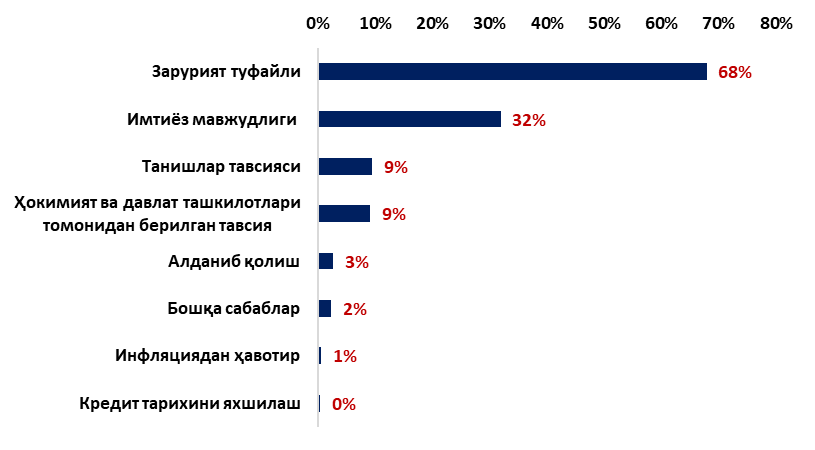 0% 10% 20% 30% 40% 50% 60% 70% 80%
Зарурият туфайли 68%
Имтиёз мавжудлиги 32%
Танишлар тавсияси 9%
Ҳокимият ва давлат ташкилотлари
томонидан берилган тавсия 9%
Алданиб қолиш 3%
Бошқа сабаблар 2%
Инфляциядан ҳавотир 1%
Кредит тарихини яхшилаш 0%